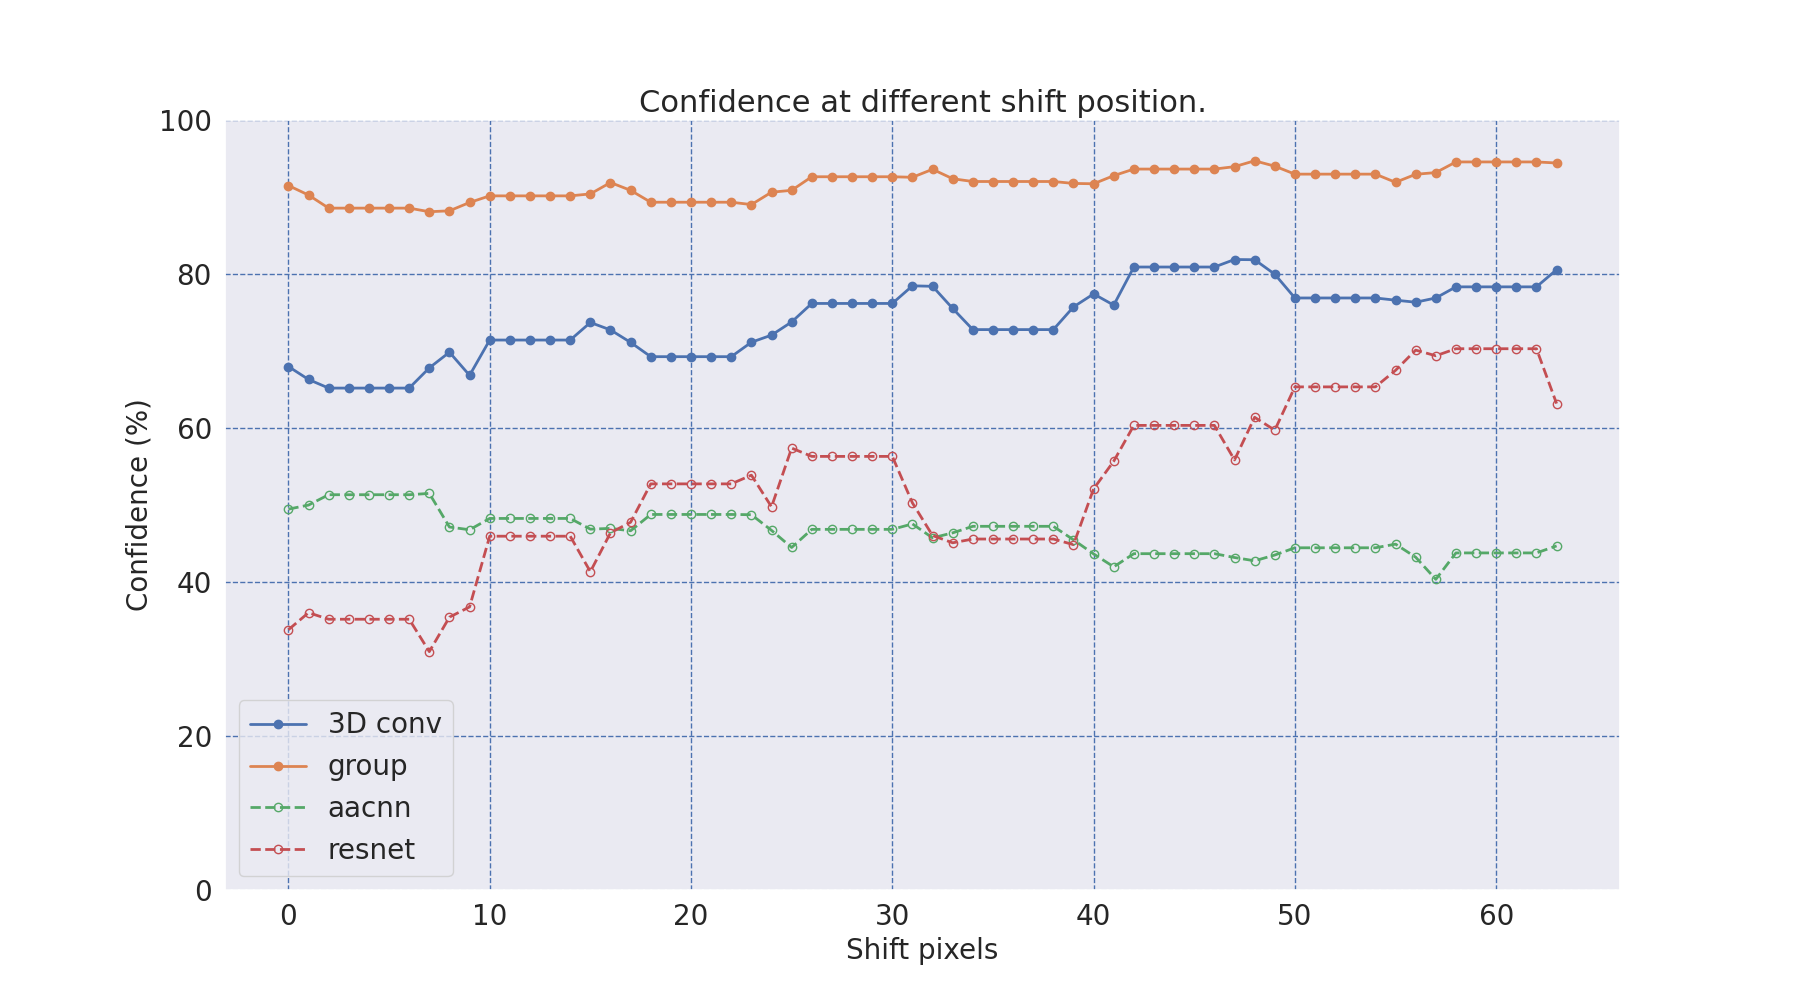 Confidence at different shift position.
100
80
60
40
20
0
Confidence (%)
3D conv
group
aacnn
resnet
0 10 20 30 40 50 60
Shift pixels